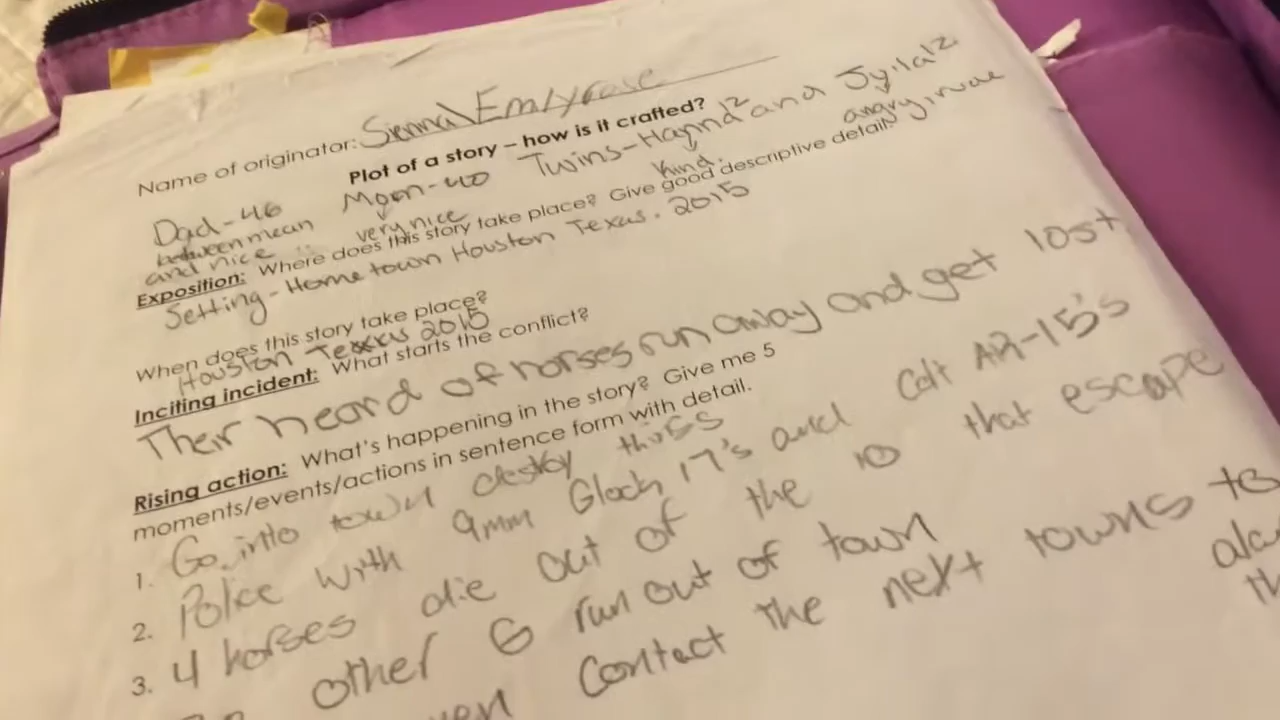 Name of originator: Sienna\Emlyrose
Plot of a story – how is it crafted?
Dad-46 Mom-40 Twins-Haynd12 and Jyila12
between mean and nice very nice kind. angry, rude
Exposition: Where does this story take place? Give good descriptive detail.
Setting-Home town Houston Texas. 2015
When does this story take place?
Houston Texas 2015
Inciting incident: What starts the conflict?
Their heard of horses run away and get lost
Rising action: What's happening in the story? Give me 5
moments/events/actions in sentence form with detail.
1. Go into town thiss
2. Police with 9mm Glock 17's and Colt AR-15's
3. 4 horses die out of the 10 that escape
other 6 run out of town
contact the next towns to